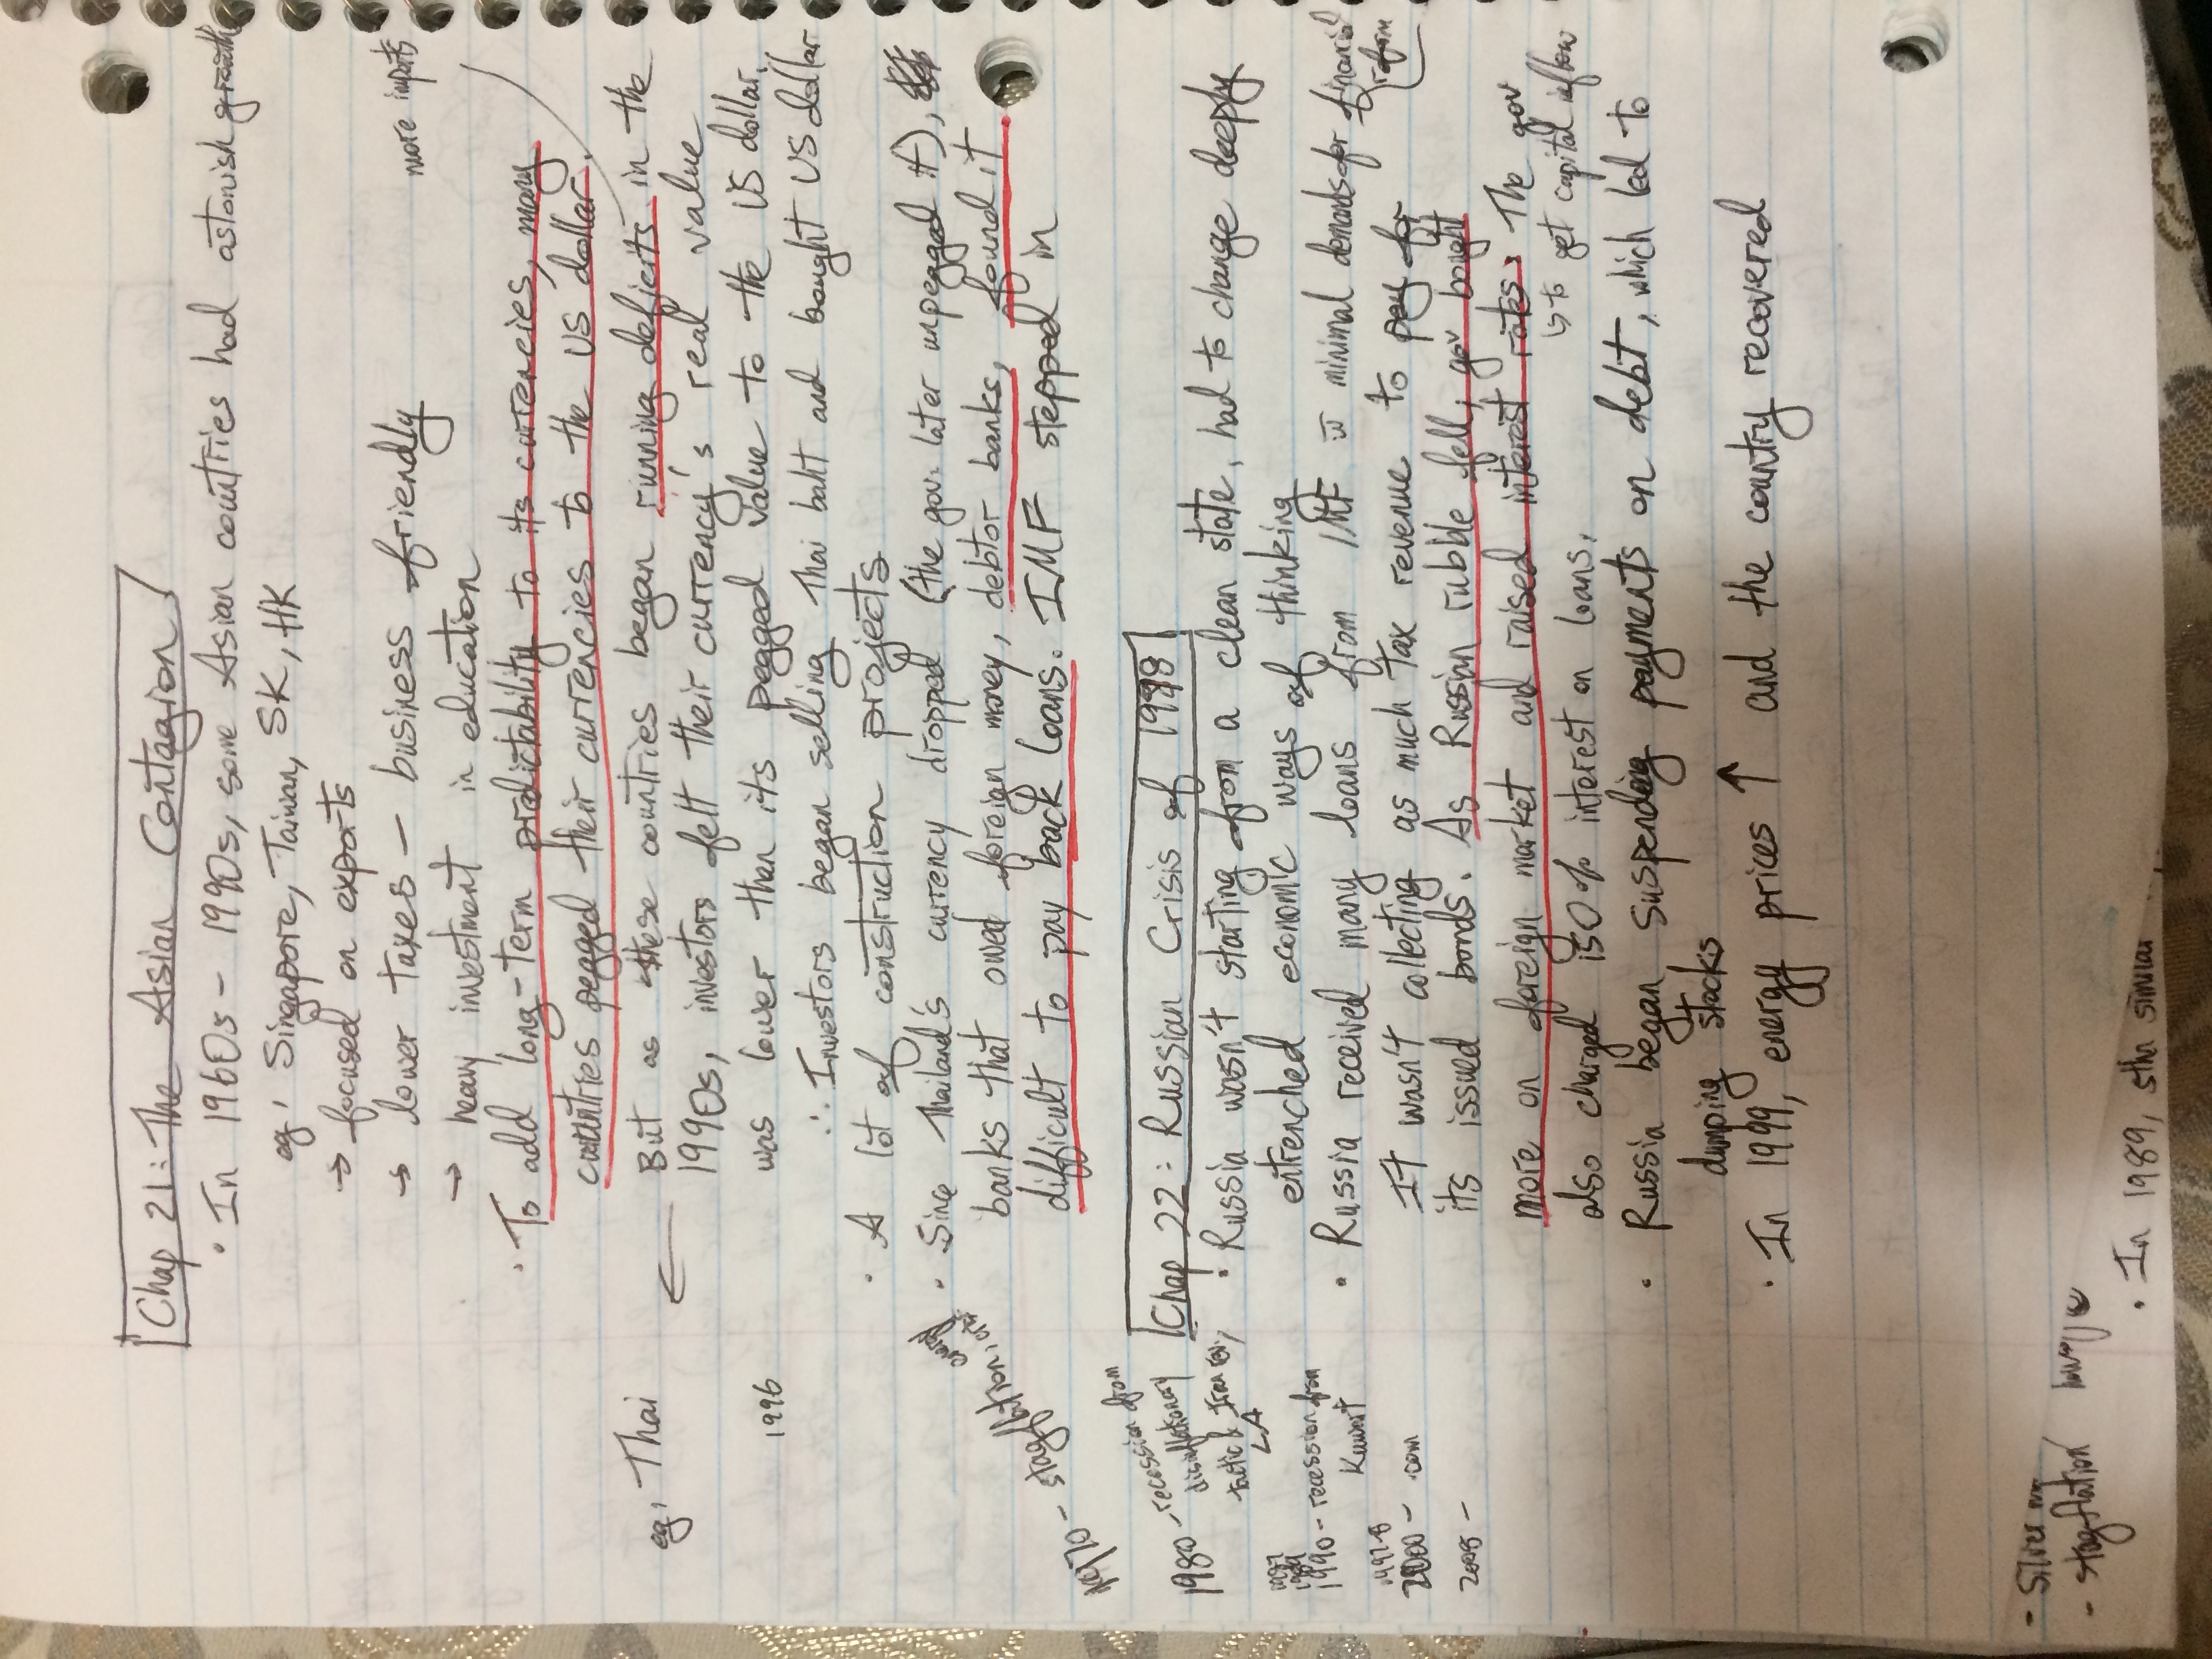 Chap 21: The Asian Contagion
• In 1960s - 1990s, some Asian countries had astonish growth
eg, Singapore, Taiwan, SK, HK
→ focused on exports
→ lower taxes - business friendly
more imports
→ heavy investment in education
• To add long-term predictability to its currencies, many
countries pegged their currencies to the US dollar.
But as these countries began running deficits in the
eg, Thai ←
1990s, investors felt their currency's real value
was lower than its pegged value to the US dollar.
1996
∴ Investors began selling Thai baht and bought US dollar
• A lot of construction projects
• Since Thailand's currency dropped (the gov. later unpegged it),
banks that owed foreign money, debtor banks, found it
difficult to pay back loans. IMF stepped in
1970 - stagflation, energy
Chap 22: Russian Crisis of 1998
1980 - recession from
disinflationary
tactic & Iran rev.,
LA
• Russia wasn't starting from a clean state, had to change deeply
entrenched economic ways of thinking
1987
1989
1990 - recession from
Kuwait
• Russia received many loans from IMF w minimal demands for financial
reform
It wasn't collecting as much tax revenue to pay for
1997-8
2000 - .com
its issued bonds. As Russian rubble fell, gov bought
2008 -
more on foreign market and raised interest rates. The gov
↳ to get capital inflow
also charged 150% interest on loans.
• Russia began suspending payments on debt, which led to
dumping stocks
• In 1999, energy prices ↑ and the country recovered
- Silver
- stagflation
• In 1989, sth similar